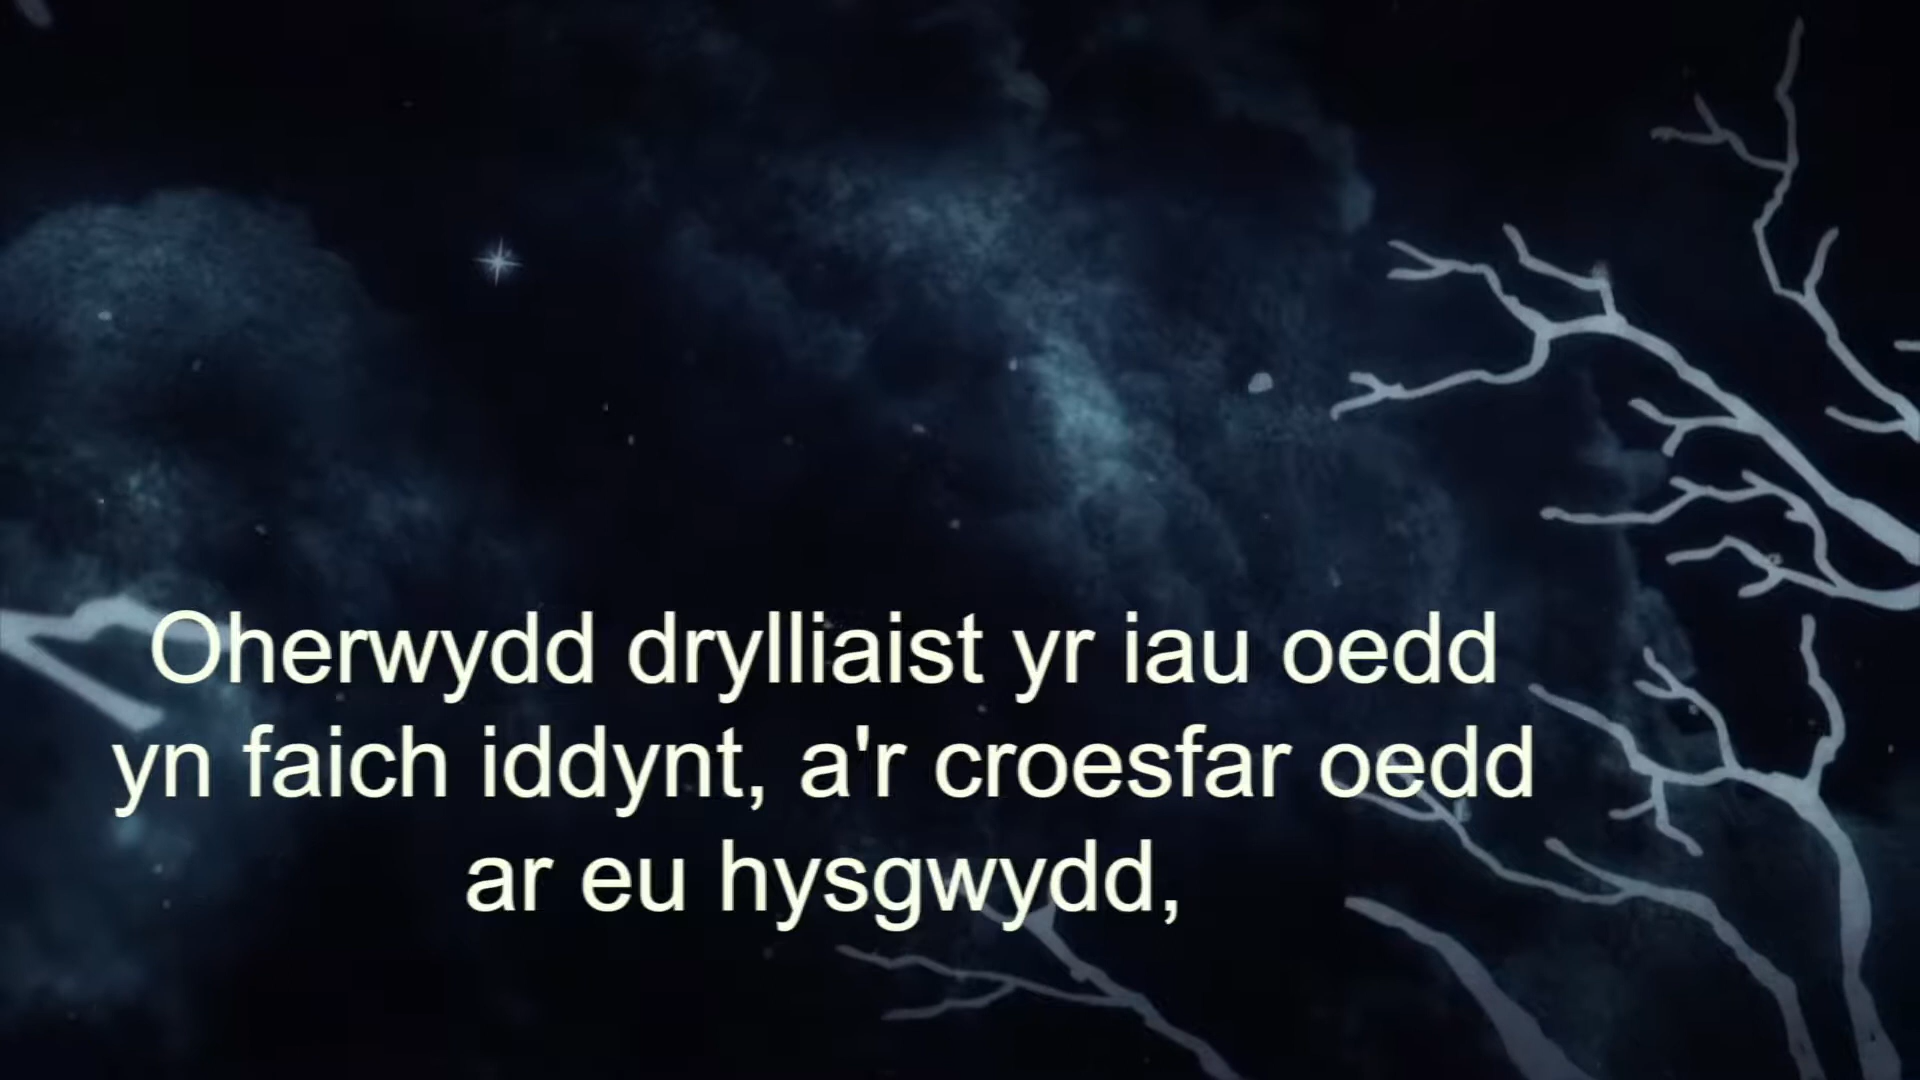 Oherwydd drylliaist yr iau oedd
yn faich iddynt, a'r croesfar oedd
ar eu hysgwydd,